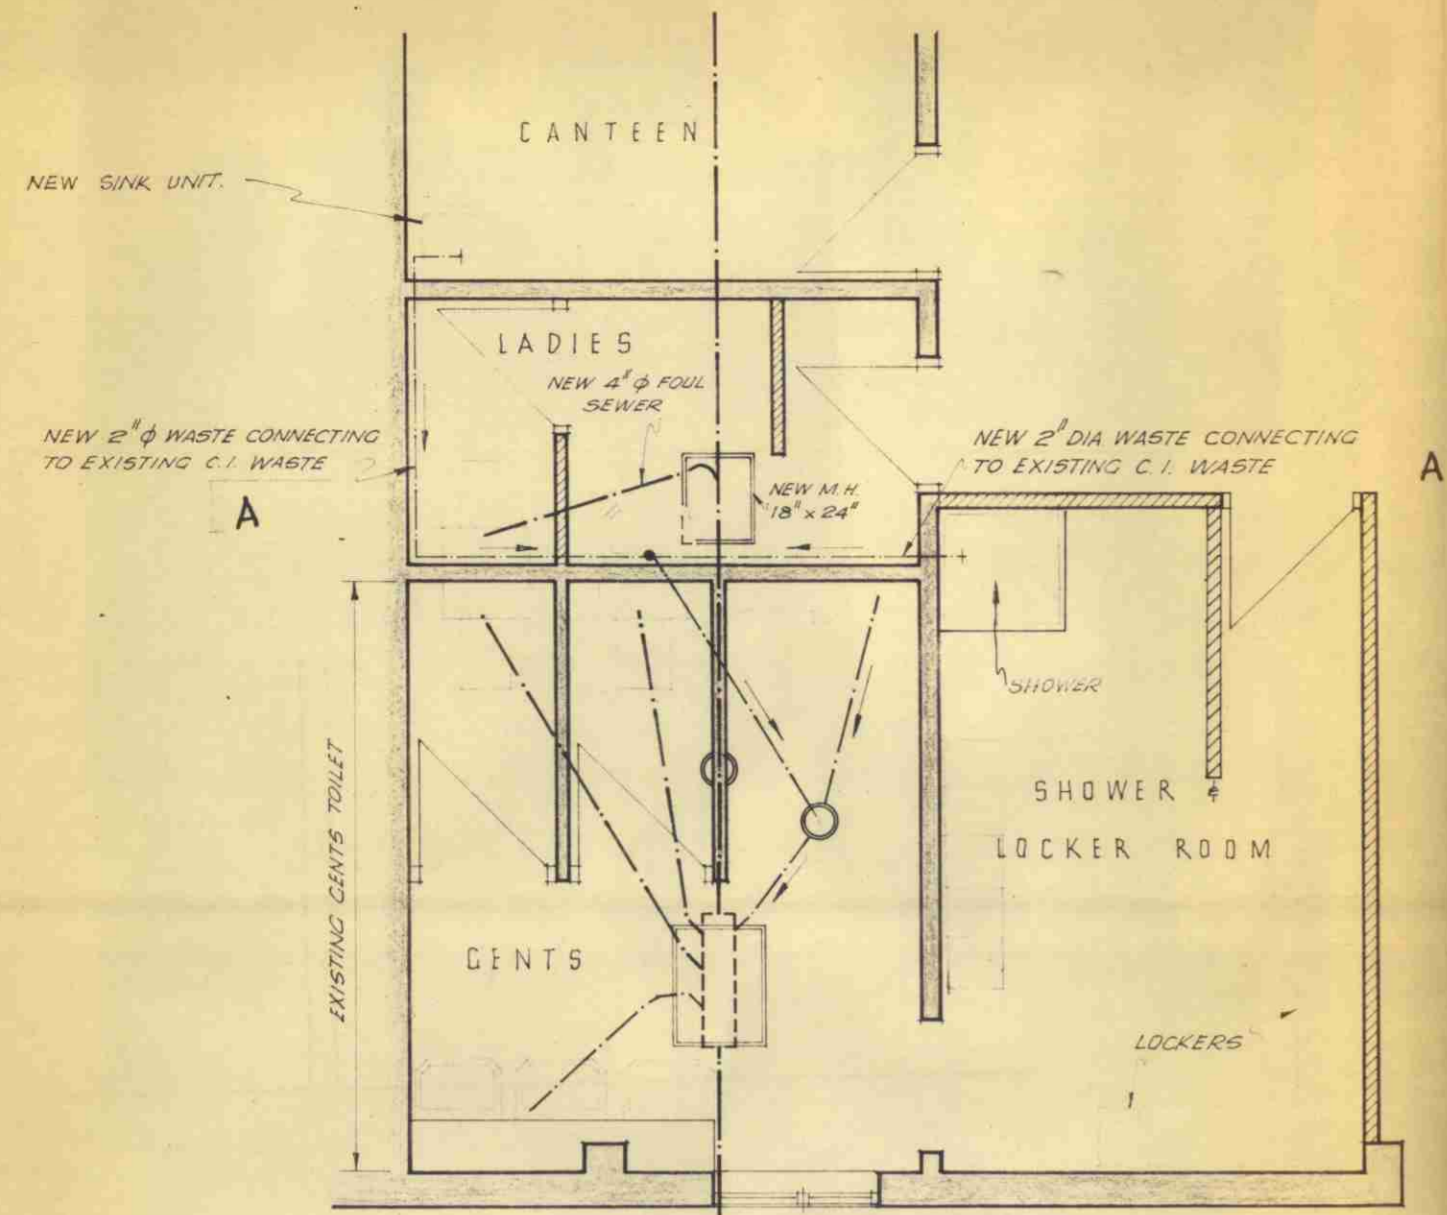 CANTEEN
NEW SINK UNIT.
LADIES
NEW 4"ϕ FOUL
SEWER
NEW 2"ϕ WASTE CONNECTING
TO EXISTING C.I. WASTE
NEW 2" DIA WASTE CONNECTING
TO EXISTING C.I. WASTE
NEW M.H.
18" x 24"
A
A
SHOWER
EXISTING GENTS TOILET
SHOWER &
LOCKER ROOM
GENTS
LOCKERS